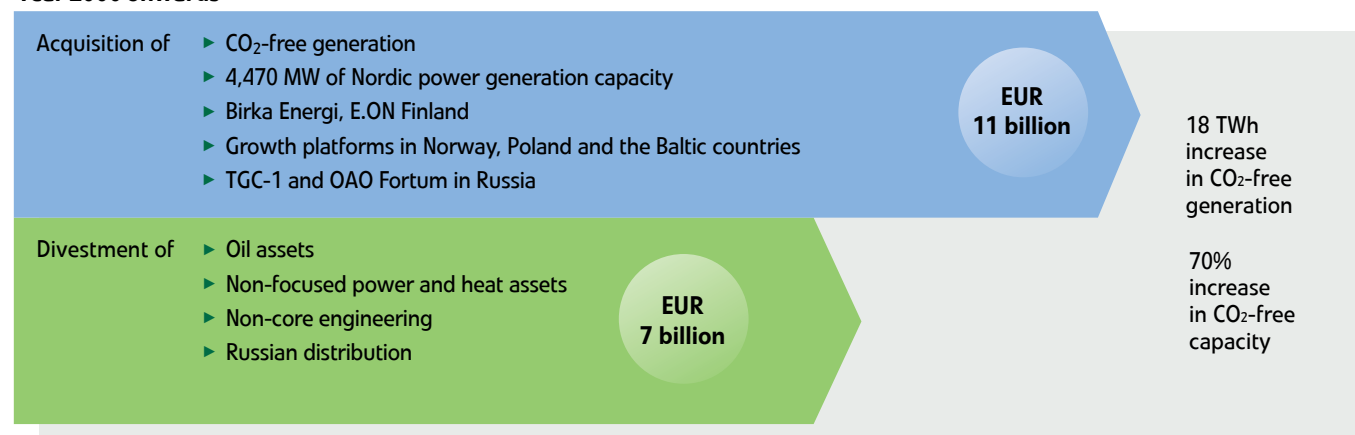 Acquisition of
► CO₂-free generation
► 4,470 MW of Nordic power generation capacity
► Birka Energi, E.ON Finland
► Growth platforms in Norway, Poland and the Baltic countries
► TGC-1 and OAO Fortum in Russia
EUR
11 billion
Divestment of
► Oil assets
► Non-focused power and heat assets
► Non-core engineering
► Russian distribution
EUR
7 billion
18 TWh
increase
in CO₂-free
generation
70%
increase
in CO₂-free
capacity